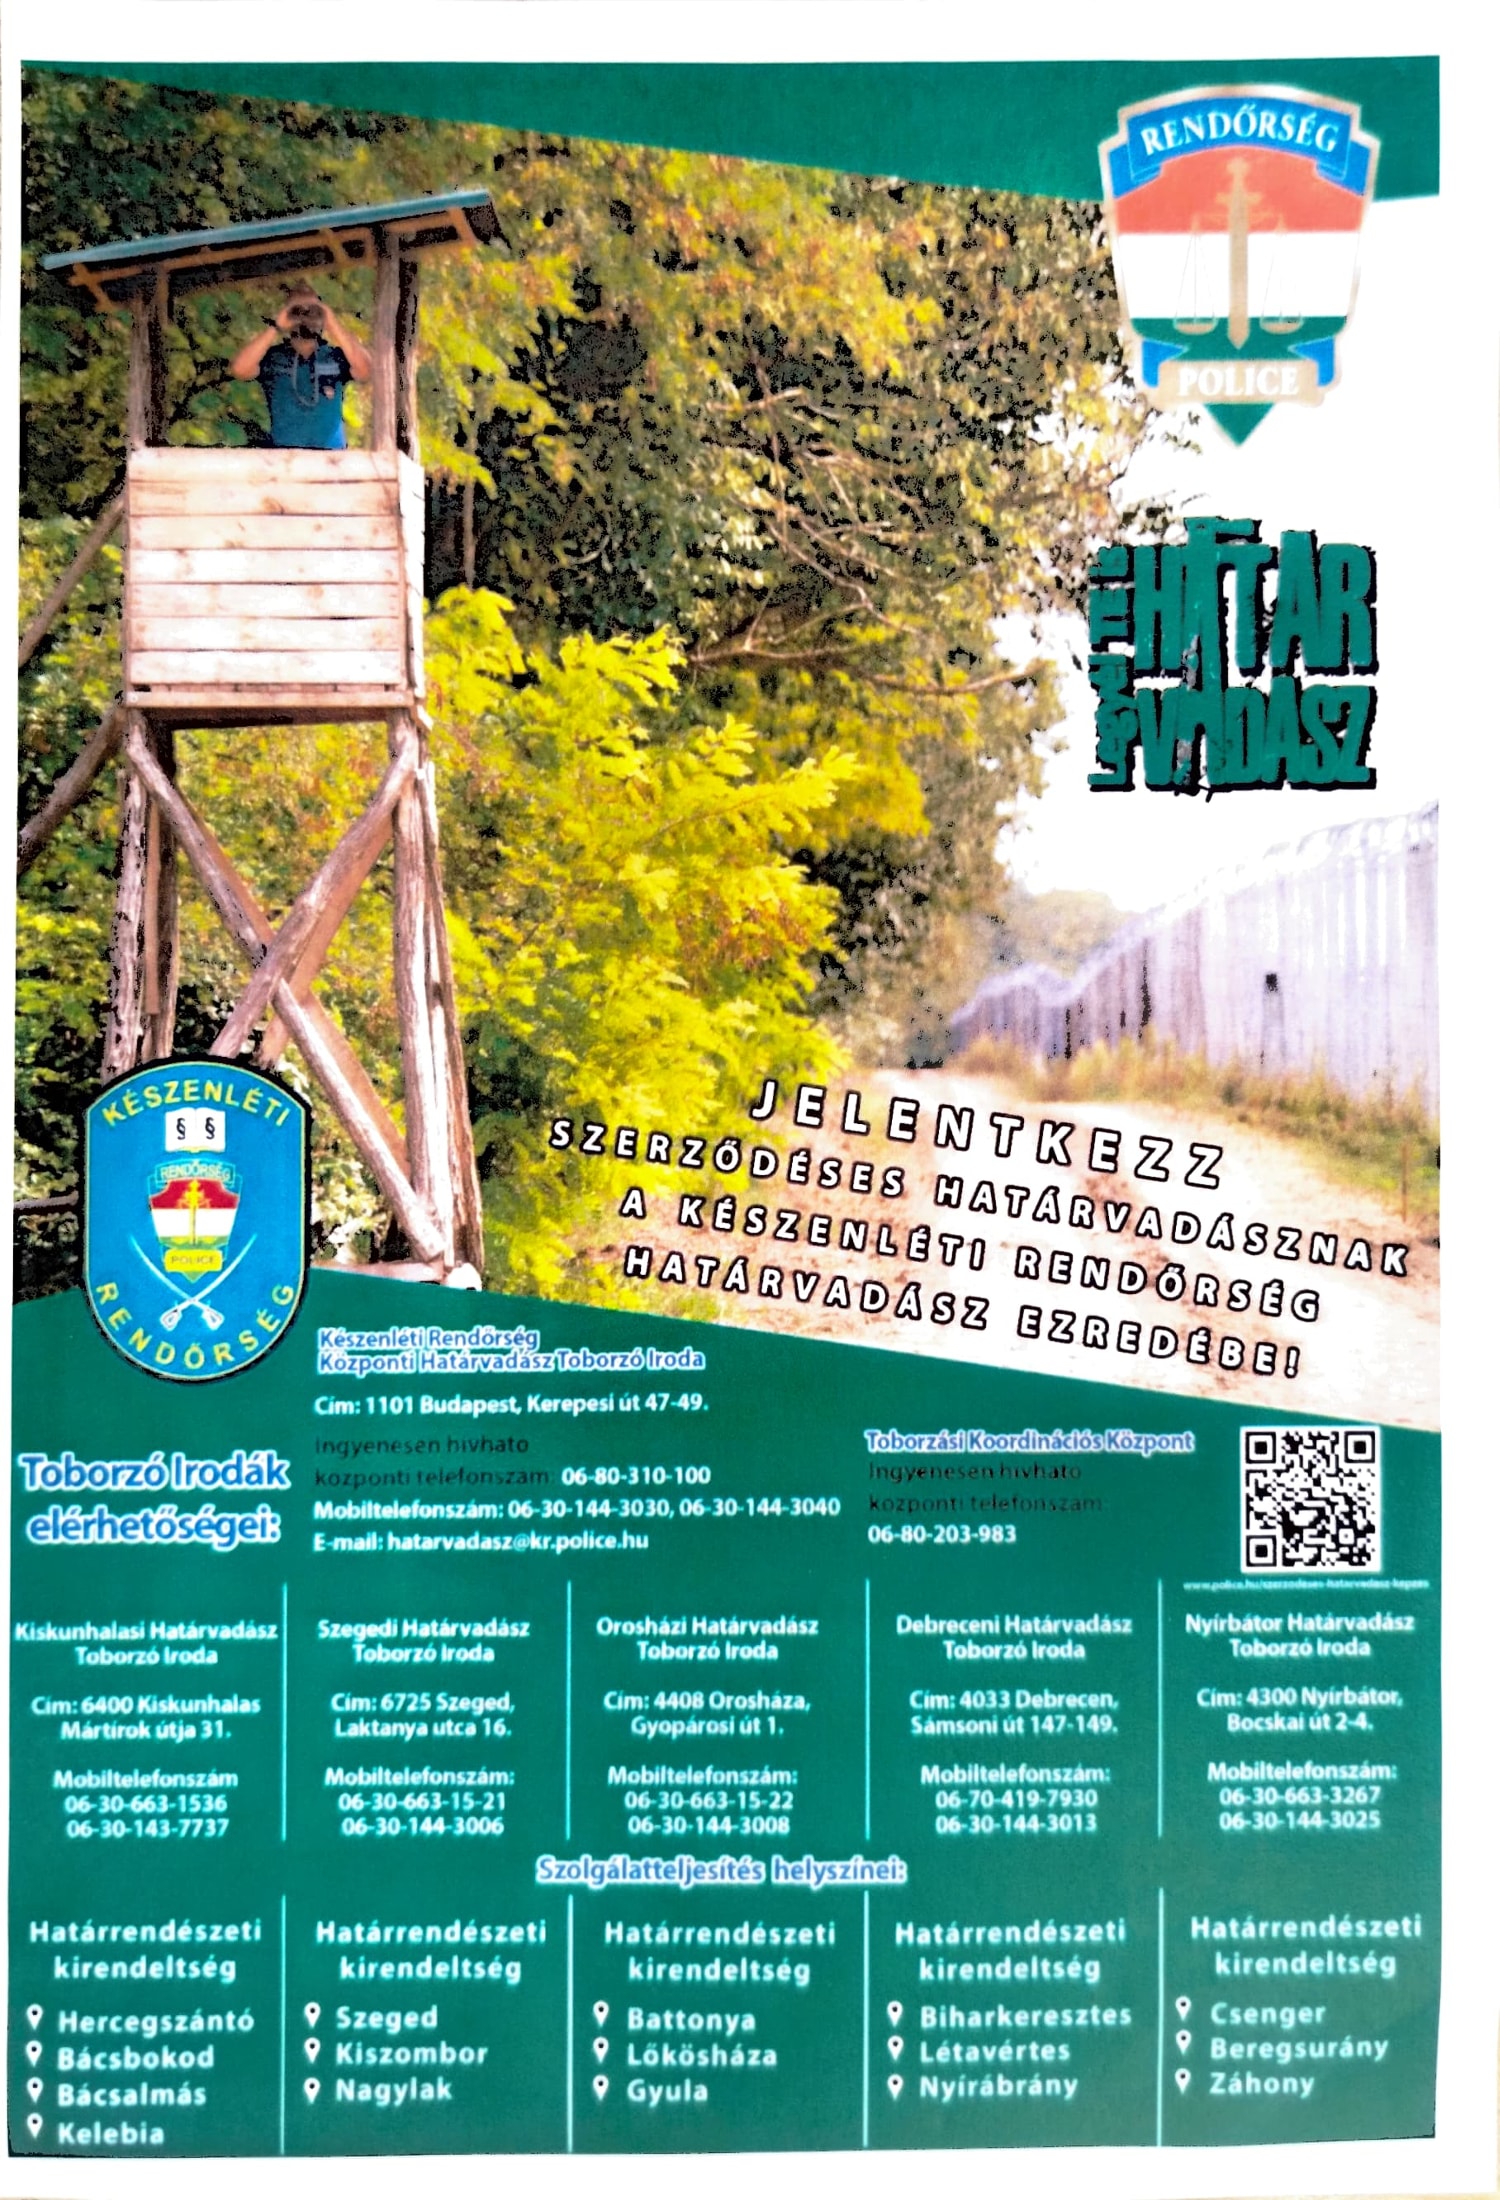 RENDŐRSÉG
POLICE
LEGYÉL TE IS
HATÁR
VADÁSZ
JELENTKEZZ
SZERZŐDÉSES HATÁRVADÁSZNAK
A KÉSZENLÉTI RENDŐRSÉG
HATÁRVADÁSZ EZREDÉBE!
KÉSZENLÉTI
§ §
RENDŐRSÉG
POLICE
RENDŐRSÉG
Készenléti Rendőrség
Központi Határvadász Toborzó Iroda
Cím: 1101 Budapest, Kerepesi út 47-49.
Toborzó Irodák
elérhetőségei:
Ingyenesen hívható
központi telefonszám: 06-80-310-100
Mobiltelefonszám: 06-30-144-3030, 06-30-144-3040
E-mail: hatarvadasz@kr.police.hu
Toborzási Koordinációs Központ
Ingyenesen hívható
központi telefonszám:
06-80-203-983
www.police.hu/szerzodeses-hatarvadasz-kepzes
Kiskunhalasi Határvadász
Toborzó Iroda
Cím: 6400 Kiskunhalas
Mártírok útja 31.
Mobiltelefonszám
06-30-663-1536
06-30-143-7737
Szegedi Határvadász
Toborzó Iroda
Cím: 6725 Szeged,
Laktanya utca 16.
Mobiltelefonszám:
06-30-663-15-21
06-30-144-3006
Orosházi Határvadász
Toborzó Iroda
Cím: 4408 Orosháza,
Gyopárosi út 1.
Mobiltelefonszám:
06-30-663-15-22
06-30-144-3008
Debreceni Határvadász
Toborzó Iroda
Cím: 4033 Debrecen,
Sámsoni út 147-149.
Mobiltelefonszám:
06-70-419-7930
06-30-144-3013
Nyírbátor Határvadász
Toborzó Iroda
Cím: 4300 Nyírbátor,
Bocskai út 2-4.
Mobiltelefonszám:
06-30-663-3267
06-30-144-3025
Szolgálatteljesítés helyszínei:
Határrendészeti
kirendeltség
Hercegszántó
Bácsbokod
Bácsalmás
Kelebia
Határrendészeti
kirendeltség
Szeged
Kiszombor
Nagylak
Határrendészeti
kirendeltség
Battonya
Lőkösháza
Gyula
Határrendészeti
kirendeltség
Biharkeresztes
Létavértes
Nyírábrány
Határrendészeti
kirendeltség
Csenger
Beregsurány
Záhony